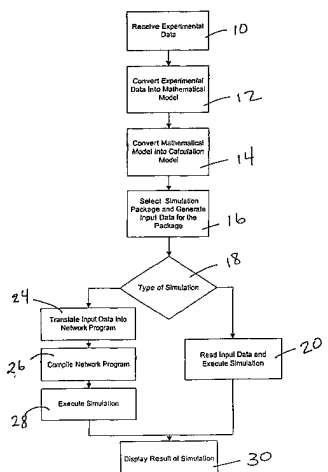 Receive Experimental
Data
10
Convert Experimental
Data Into Mathematical
Model
12
Convert Mathematical
Model into Calculation
Model
14
Select Simulation
Package and Generate
Input Data for the
Package
16
Type of Simulation
18
24
Translate Input Data into
Network Program
26
Compile Network Program
28
Execute Simulation
Read Input Data and
Execute Simulation
20
Display Result of Simulation
30